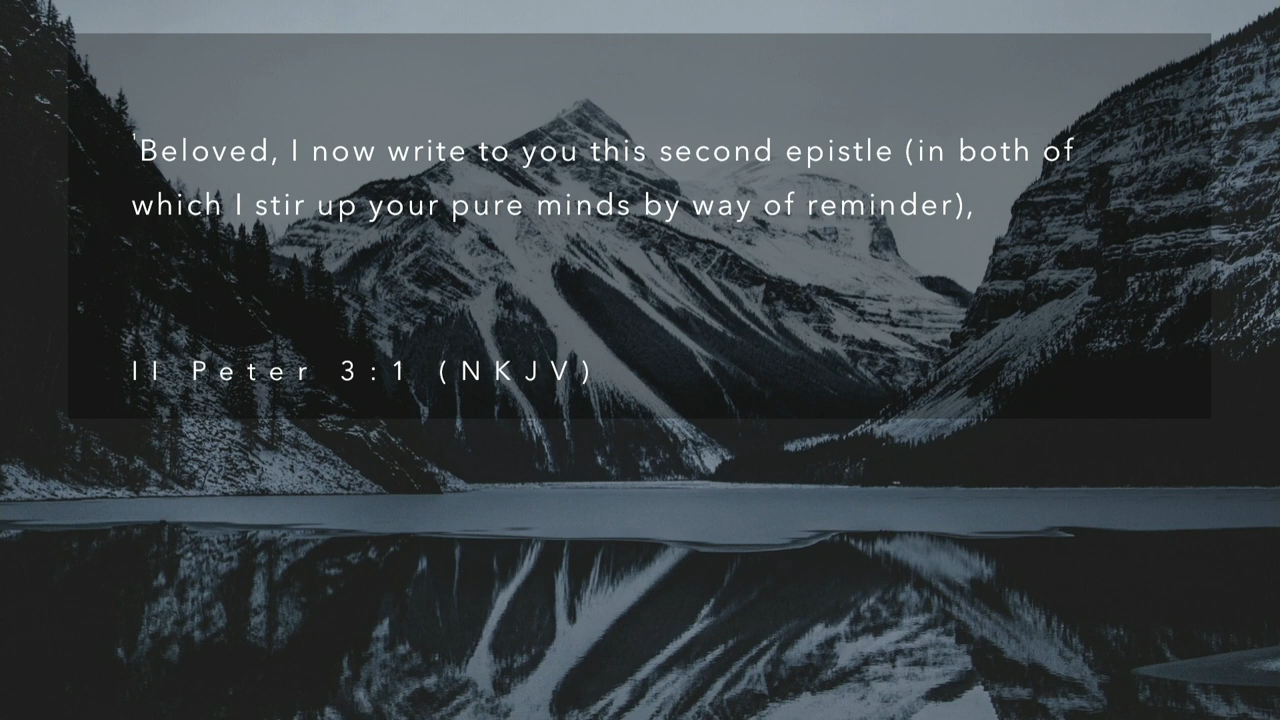 'Beloved, I now write to you this second epistle (in both of
which I stir up your pure minds by way of reminder),
II Peter 3:1 (NKJV)